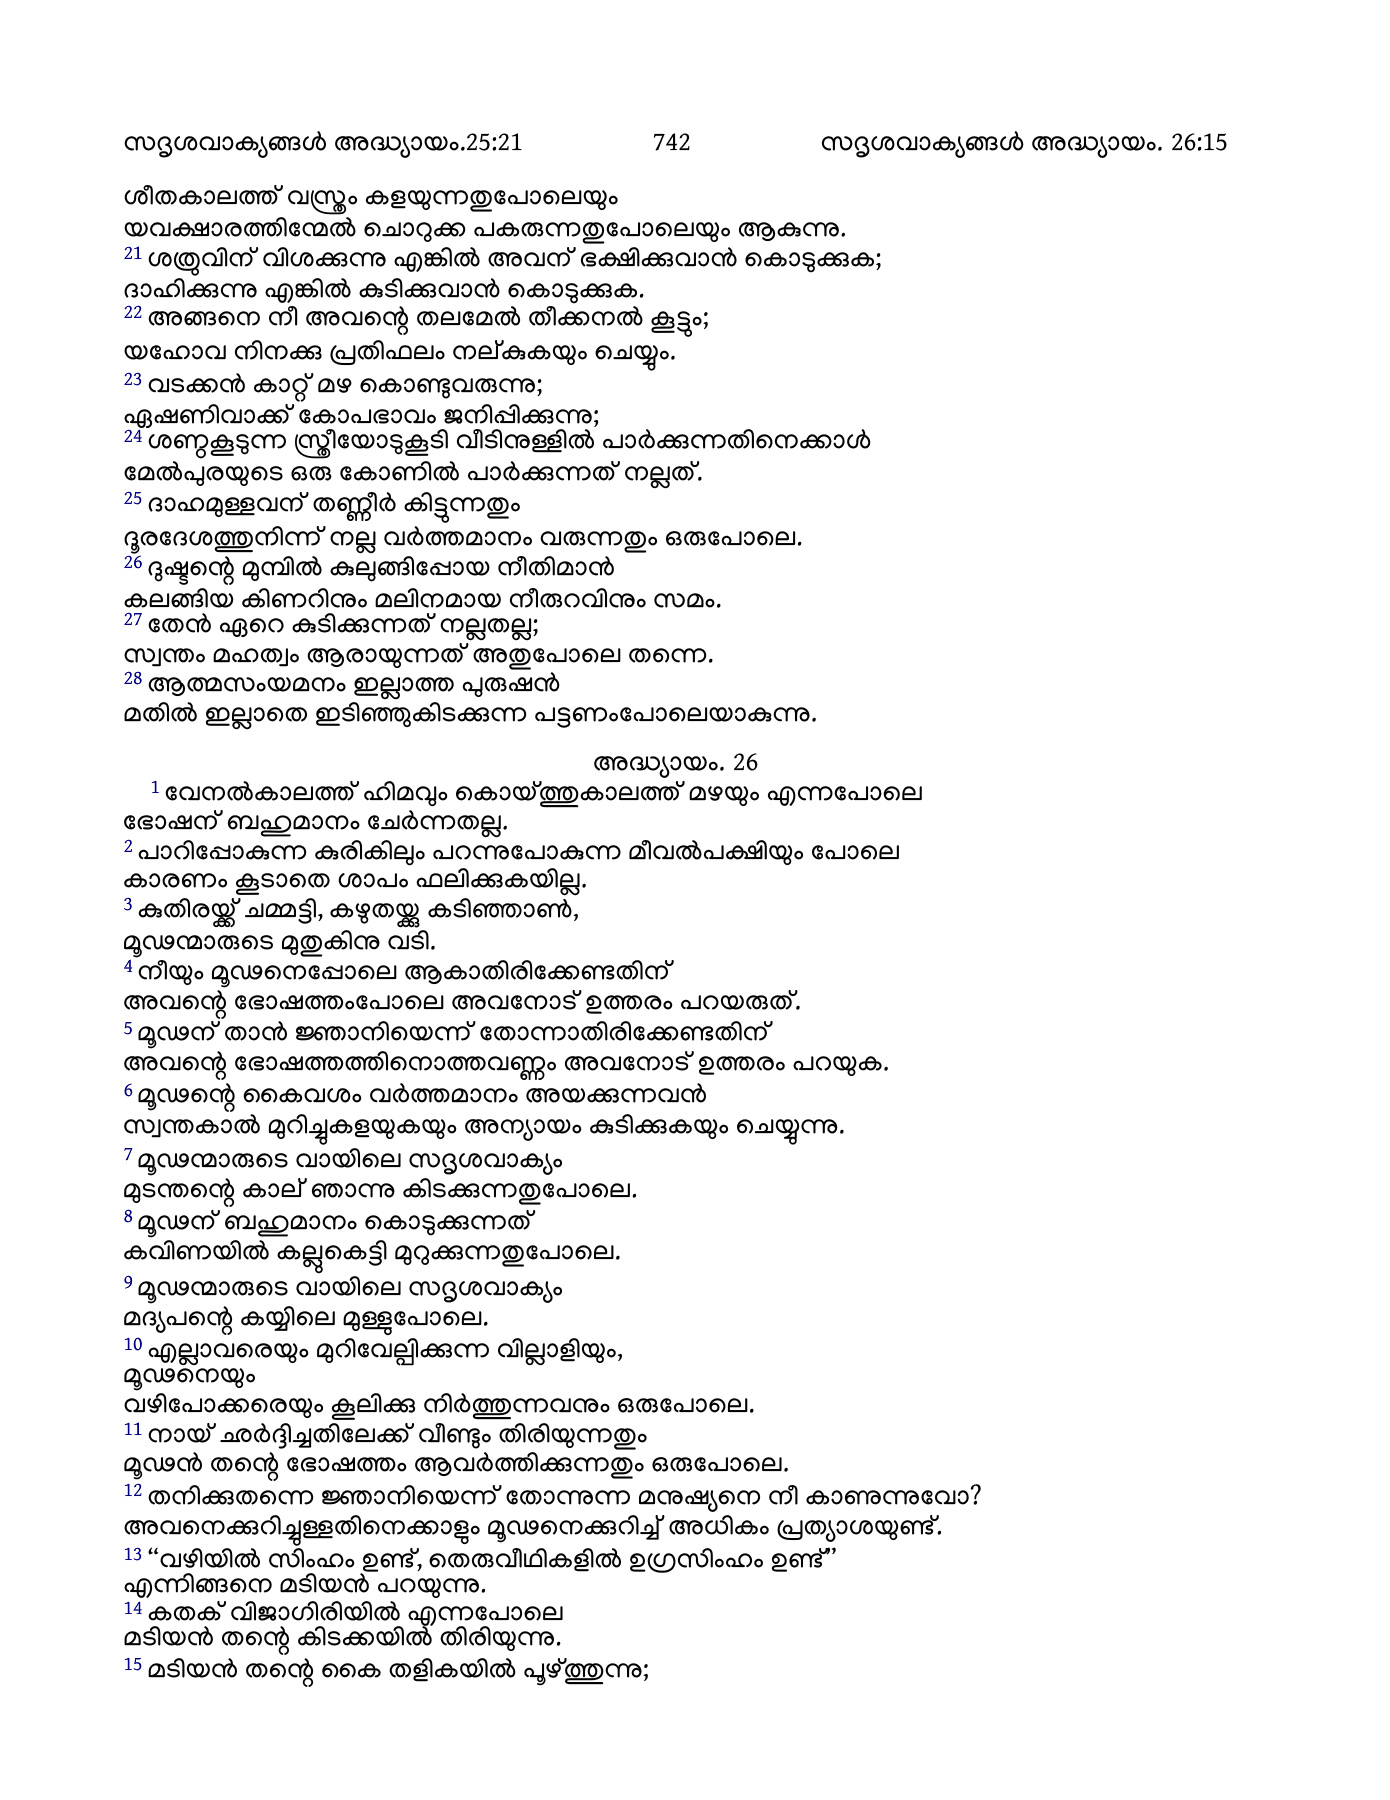 സദൃശവാക്യങ്ങൾ അദ്ധ്യായം.25:21 742 സദൃശവാക്യങ്ങൾ അദ്ധ്യായം. 26:15
ശീതകാലത്ത് വസ്ത്രം കളയുന്നതുപോലെയും
യവക്ഷാരത്തിന്മേൽ ചൊറുക്ക പകരുന്നതുപോലെയും ആകുന്നു.
21 ശത്രുവിന് വിശക്കുന്നു എങ്കിൽ അവന് ഭക്ഷിക്കുവാൻ കൊടുക്കുക;
ദാഹിക്കുന്നു എങ്കിൽ കുടിക്കുവാൻ കൊടുക്കുക.
22 അങ്ങനെ നീ അവന്റെ തലമേൽ തീക്കനൽ കൂട്ടും;
യഹോവ നിനക്കു പ്രതിഫലം നല്കുകയും ചെയ്യും.
23 വടക്കൻ കാറ്റ് മഴ കൊണ്ടുവരുന്നു;
ഏഷണിവാക്ക് കോപഭാവം ജനിപ്പിക്കുന്നു;
24 ശണ്ഠകൂടുന്ന സ്ത്രീയോടുകൂടി വീടിനുള്ളിൽ പാർക്കുന്നതിനെക്കാൾ
മേൽപുരയുടെ ഒരു കോണിൽ പാർക്കുന്നത് നല്ലത്.
25 ദാഹമുള്ളവന് തണ്ണീർ കിട്ടുന്നതും
ദൂരദേശത്തുനിന്ന് നല്ല വർത്തമാനം വരുന്നതും ഒരുപോലെ.
26 ദുഷ്ടന്റെ മുമ്പിൽ കുലുങ്ങിപ്പോയ നീതിമാൻ
കലങ്ങിയ കിണറിനും മലിനമായ നീരുറവിനും സമം.
27 തേൻ ഏറെ കുടിക്കുന്നത് നല്ലതല്ല;
സ്വന്തം മഹത്വം ആരായുന്നത് അതുപോലെ തന്നെ.
28 ആത്മസംയമനം ഇല്ലാത്ത പുരുഷൻ
മതിൽ ഇല്ലാതെ ഇടിഞ്ഞുകിടക്കുന്ന പട്ടണംപോലെയാകുന്നു.
അദ്ധ്യായം. 26
1 വേനൽകാലത്ത് ഹിമവും കൊയ്ത്തുകാലത്ത് മഴയും എന്നപോലെ
ഭോഷന് ബഹുമാനം ചേർന്നതല്ല.
2 പാറിപ്പോകുന്ന കുരികിലും പറന്നുപോകുന്ന മീവൽപക്ഷിയും പോലെ
കാരണം കൂടാതെ ശാപം ഫലിക്കുകയില്ല.
3 കുതിരയ്ക്ക് ചമ്മട്ടി, കഴുതയ്ക്കു കടിഞ്ഞാൺ,
മൂഢന്മാരുടെ മുതുകിനു വടി.
4 നീയും മൂഢനെപ്പോലെ ആകാതിരിക്കേണ്ടതിന്
അവന്റെ ഭോഷത്തംപോലെ അവനോട് ഉത്തരം പറയരുത്.
5 മൂഢന് താൻ ജ്ഞാനിയെന്ന് തോന്നാതിരിക്കേണ്ടതിന്
അവന്റെ ഭോഷത്തത്തിനൊത്തവണ്ണം അവനോട് ഉത്തരം പറയുക.
6 മൂഢന്റെ കൈവശം വർത്തമാനം അയക്കുന്നവൻ
സ്വന്തകാൽ മുറിച്ചുകളയുകയും അന്യായം കുടിക്കുകയും ചെയ്യുന്നു.
7 മൂഢന്മാരുടെ വായിലെ സദൃശവാക്യം
മുടന്തന്റെ കാല് ഞാന്നു കിടക്കുന്നതുപോലെ.
8 മൂഢന് ബഹുമാനം കൊടുക്കുന്നത്
കവിണയിൽ കല്ലുകെട്ടി മുറുക്കുന്നതുപോലെ.
9 മൂഢന്മാരുടെ വായിലെ സദൃശവാക്യം
മദ്യപന്റെ കയ്യിലെ മുള്ളുപോലെ.
10 എല്ലാവരെയും മുറിവേല്പിക്കുന്ന വില്ലാളിയും,
മൂഢനെയും
വഴിപോക്കരെയും കൂലിക്കു നിർത്തുന്നവനും ഒരുപോലെ.
11 നായ് ഛർദ്ദിച്ചതിലേക്ക് വീണ്ടും തിരിയുന്നതും
മൂഢൻ തന്റെ ഭോഷത്തം ആവർത്തിക്കുന്നതും ഒരുപോലെ.
12 തനിക്കുതന്നെ ജ്ഞാനിയെന്ന് തോന്നുന്ന മനുഷ്യനെ നീ കാണുന്നുവോ?
അവനെക്കുറിച്ചുള്ളതിനെക്കാളും മൂഢനെക്കുറിച്ച് അധികം പ്രത്യാശയുണ്ട്.
13 “വഴിയിൽ സിംഹം ഉണ്ട്, തെരുവീഥികളിൽ ഉഗ്രസിംഹം ഉണ്ട്”
എന്നിങ്ങനെ മടിയൻ പറയുന്നു.
14 കതക് വിജാഗിരിയിൽ എന്നപോലെ
മടിയൻ തന്റെ കിടക്കയിൽ തിരിയുന്നു.
15 മടിയൻ തന്റെ കൈ തളികയിൽ പൂഴ്ത്തുന്നു;